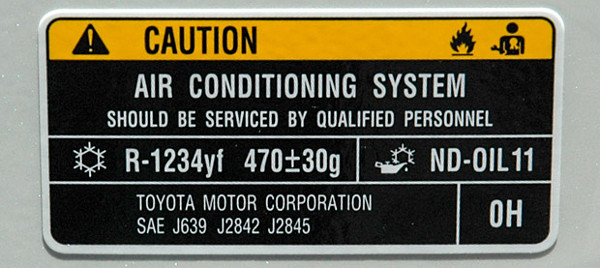 CAUTION
AIR CONDITIONING SYSTEM
SHOULD BE SERVICED BY QUALIFIED PERSONNEL
R-1234yf 470±30g ND-OIL11
TOYOTA MOTOR CORPORATION
SAE J639 J2842 J2845
0H